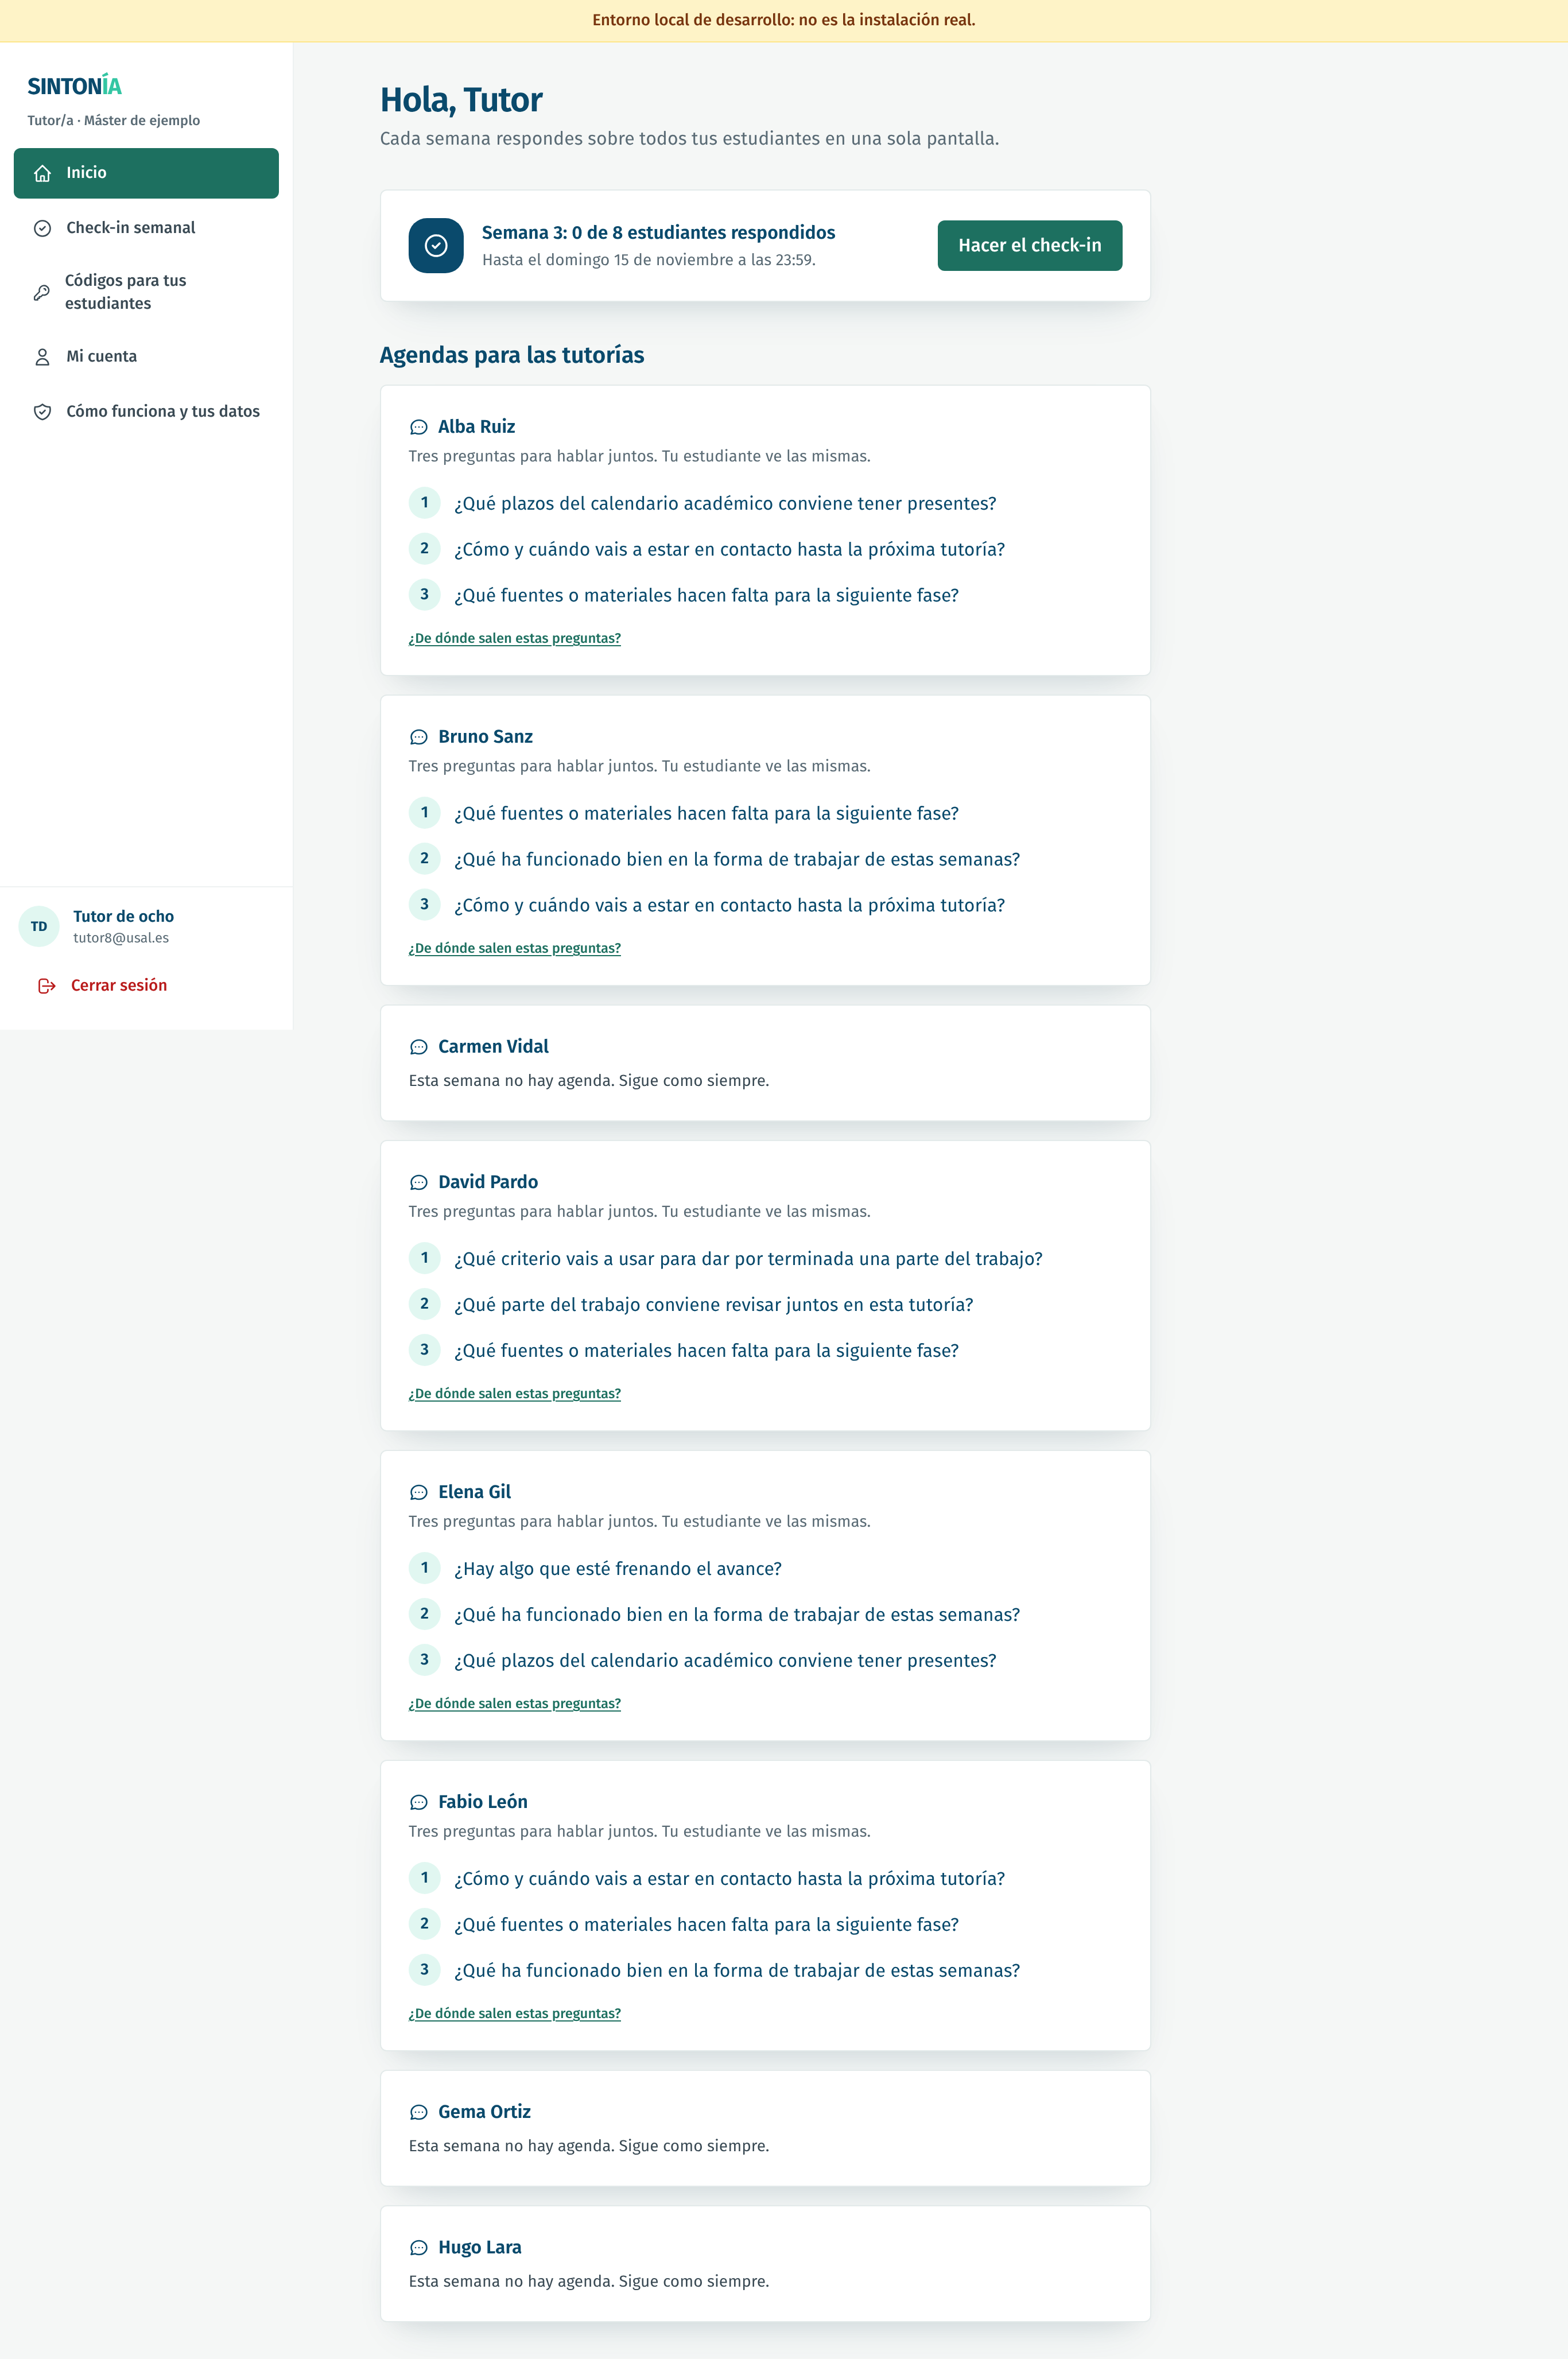 Entorno local de desarrollo: no es la instalación real.
SINTONÍA
Tutor/a · Máster de ejemplo
Inicio
Check-in semanal
Códigos para tus
estudiantes
Mi cuenta
Cómo funciona y tus datos
TD
Tutor de ocho
tutor8@usal.es
Cerrar sesión
Hola, Tutor
Cada semana respondes sobre todos tus estudiantes en una sola pantalla.
Semana 3: 0 de 8 estudiantes respondidos
Hasta el domingo 15 de noviembre a las 23:59.
Hacer el check-in
Agendas para las tutorías
Alba Ruiz
Tres preguntas para hablar juntos. Tu estudiante ve las mismas.
1 ¿Qué plazos del calendario académico conviene tener presentes?
2 ¿Cómo y cuándo vais a estar en contacto hasta la próxima tutoría?
3 ¿Qué fuentes o materiales hacen falta para la siguiente fase?
¿De dónde salen estas preguntas?
Bruno Sanz
Tres preguntas para hablar juntos. Tu estudiante ve las mismas.
1 ¿Qué fuentes o materiales hacen falta para la siguiente fase?
2 ¿Qué ha funcionado bien en la forma de trabajar de estas semanas?
3 ¿Cómo y cuándo vais a estar en contacto hasta la próxima tutoría?
¿De dónde salen estas preguntas?
Carmen Vidal
Esta semana no hay agenda. Sigue como siempre.
David Pardo
Tres preguntas para hablar juntos. Tu estudiante ve las mismas.
1 ¿Qué criterio vais a usar para dar por terminada una parte del trabajo?
2 ¿Qué parte del trabajo conviene revisar juntos en esta tutoría?
3 ¿Qué fuentes o materiales hacen falta para la siguiente fase?
¿De dónde salen estas preguntas?
Elena Gil
Tres preguntas para hablar juntos. Tu estudiante ve las mismas.
1 ¿Hay algo que esté frenando el avance?
2 ¿Qué ha funcionado bien en la forma de trabajar de estas semanas?
3 ¿Qué plazos del calendario académico conviene tener presentes?
¿De dónde salen estas preguntas?
Fabio León
Tres preguntas para hablar juntos. Tu estudiante ve las mismas.
1 ¿Cómo y cuándo vais a estar en contacto hasta la próxima tutoría?
2 ¿Qué fuentes o materiales hacen falta para la siguiente fase?
3 ¿Qué ha funcionado bien en la forma de trabajar de estas semanas?
¿De dónde salen estas preguntas?
Gema Ortiz
Esta semana no hay agenda. Sigue como siempre.
Hugo Lara
Esta semana no hay agenda. Sigue como siempre.